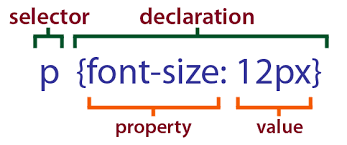 selector declaration
p {font-size: 12px}
property value